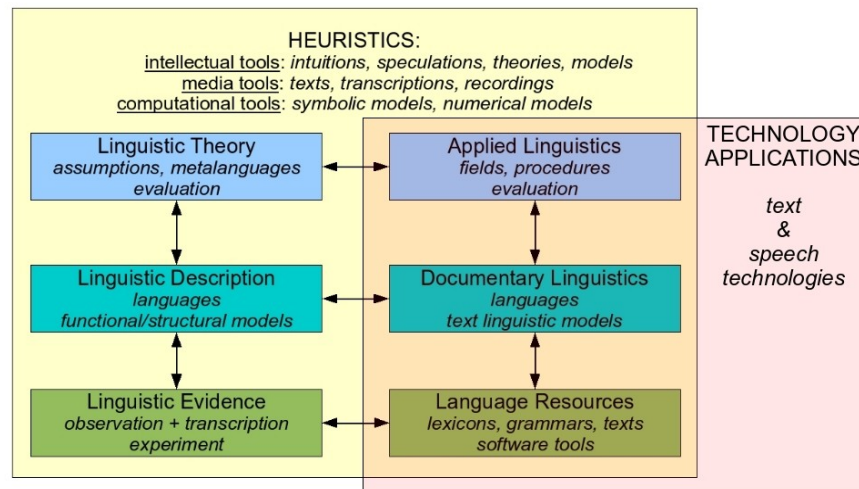 HEURISTICS:
intellectual tools: intuitions, speculations, theories, models
media tools: texts, transcriptions, recordings
computational tools: symbolic models, numerical models
Linguistic Theory
assumptions, metalanguages
evaluation
Applied Linguistics
fields, procedures
evaluation
TECHNOLOGY
APPLICATIONS
text
&
speech
technologies
Linguistic Description
languages
functional/structural models
Documentary Linguistics
languages
text linguistic models
Linguistic Evidence
observation + transcription
experiment
Language Resources
lexicons, grammars, texts
software tools